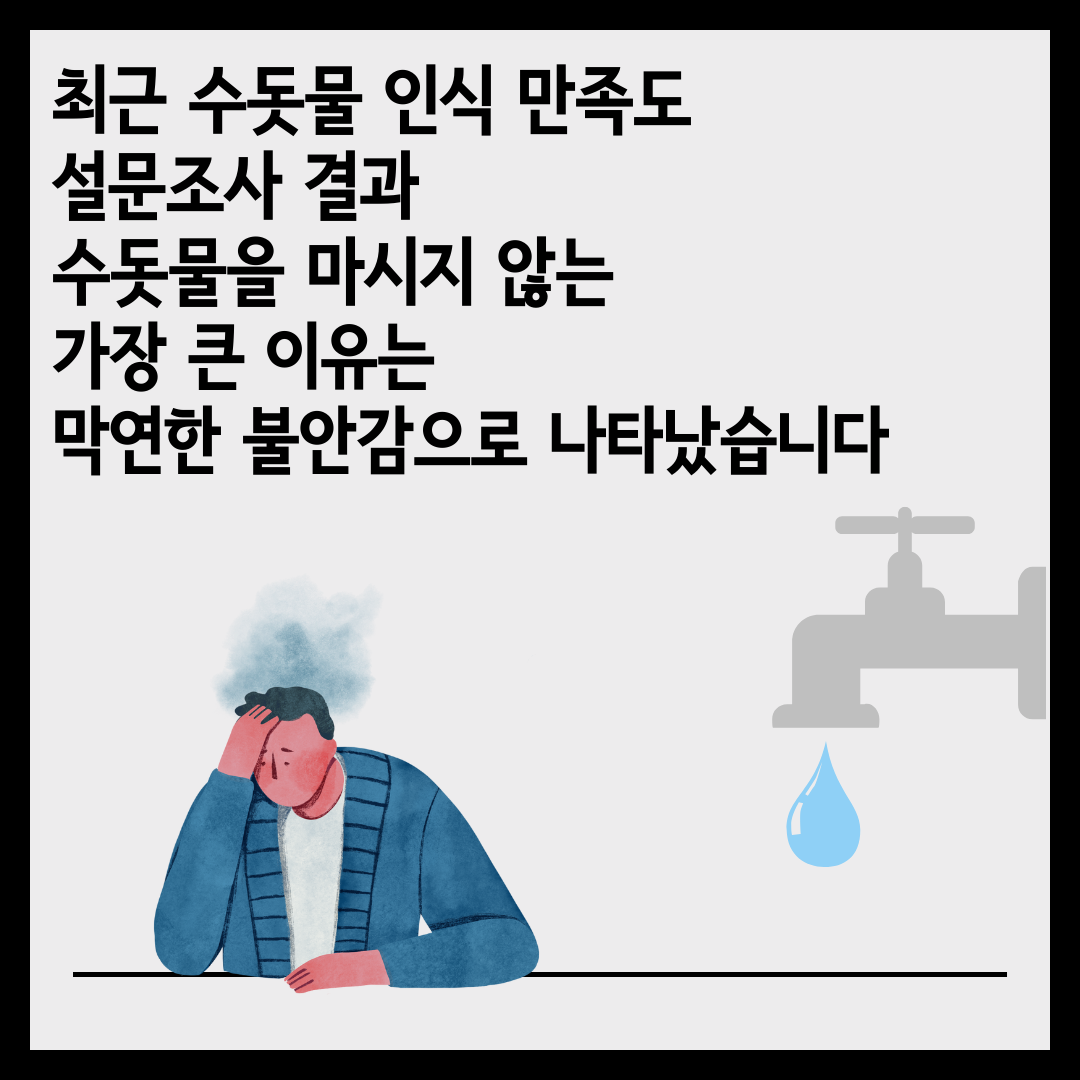 최근 수돗물 인식 만족도
설문조사 결과
수돗물을 마시지 않는
가장 큰 이유는
막연한 불안감으로 나타났습니다